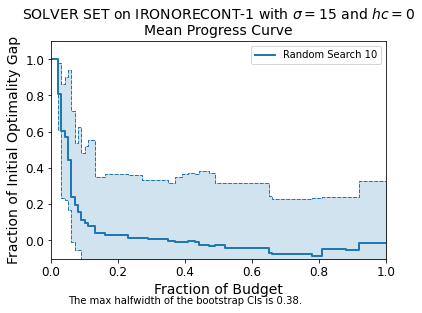 SOLVER SET on IRONORECONT-1 with σ = 15 and hc = 0
Mean Progress Curve
Random Search 10
Fraction of Initial Optimality Gap
1.0
0.8
0.6
0.4
0.2
0.0
0.0 0.2 0.4 0.6 0.8 1.0
Fraction of Budget
The max halfwidth of the bootstrap CIs is 0.38.